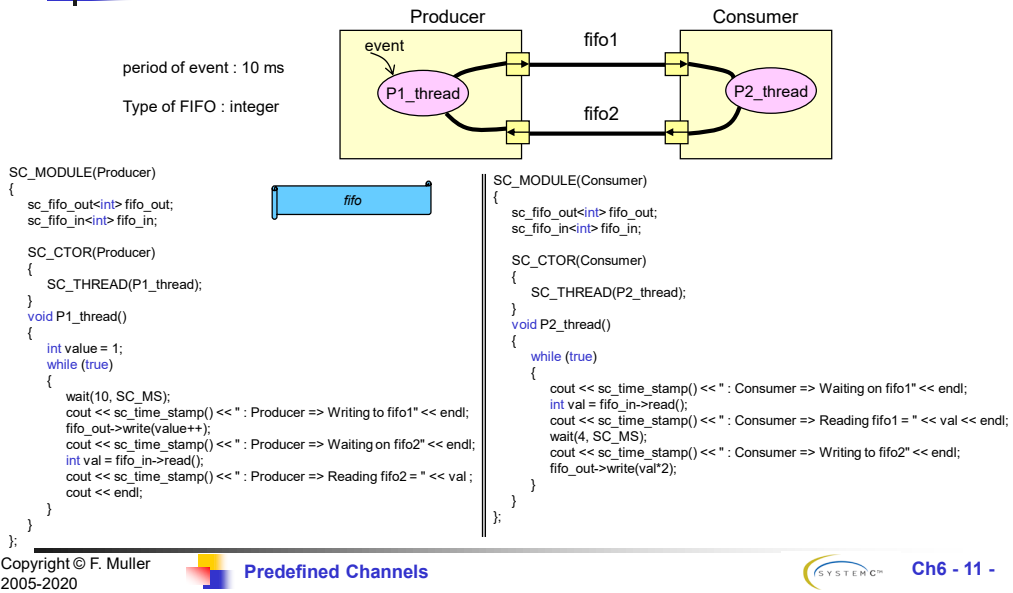 Producer
Consumer
event
fifo1
period of event : 10 ms
P1_thread
P2_thread
Type of FIFO : integer
fifo2
SC_MODULE(Producer)
{
sc_fifo_out<int> fifo_out;
sc_fifo_in<int> fifo_in;
SC_CTOR(Producer)
{
SC_THREAD(P1_thread);
}
void P1_thread()
{
int value = 1;
while (true)
{
wait(10, SC_MS);
cout << sc_time_stamp() << " : Producer => Writing to fifo1" << endl;
fifo_out->write(value++);
cout << sc_time_stamp() << " : Producer => Waiting on fifo2" << endl;
int val = fifo_in->read();
cout << sc_time_stamp() << " : Producer => Reading fifo2 = " << val ;
cout << endl;
}
}
};
fifo
SC_MODULE(Consumer)
{
sc_fifo_out<int> fifo_out;
sc_fifo_in<int> fifo_in;
SC_CTOR(Consumer)
{
SC_THREAD(P2_thread);
}
void P2_thread()
{
while (true)
{
cout << sc_time_stamp() << " : Consumer => Waiting on fifo1" << endl;
int val = fifo_in->read();
cout << sc_time_stamp() << " : Consumer => Reading fifo1 = " << val << endl;
wait(4, SC_MS);
cout << sc_time_stamp() << " : Consumer => Writing to fifo2" << endl;
fifo_out->write(val*2);
}
}
};
Copyright © F. Muller
2005-2020
Predefined Channels
SYSTEMC™
Ch6 - 11 -